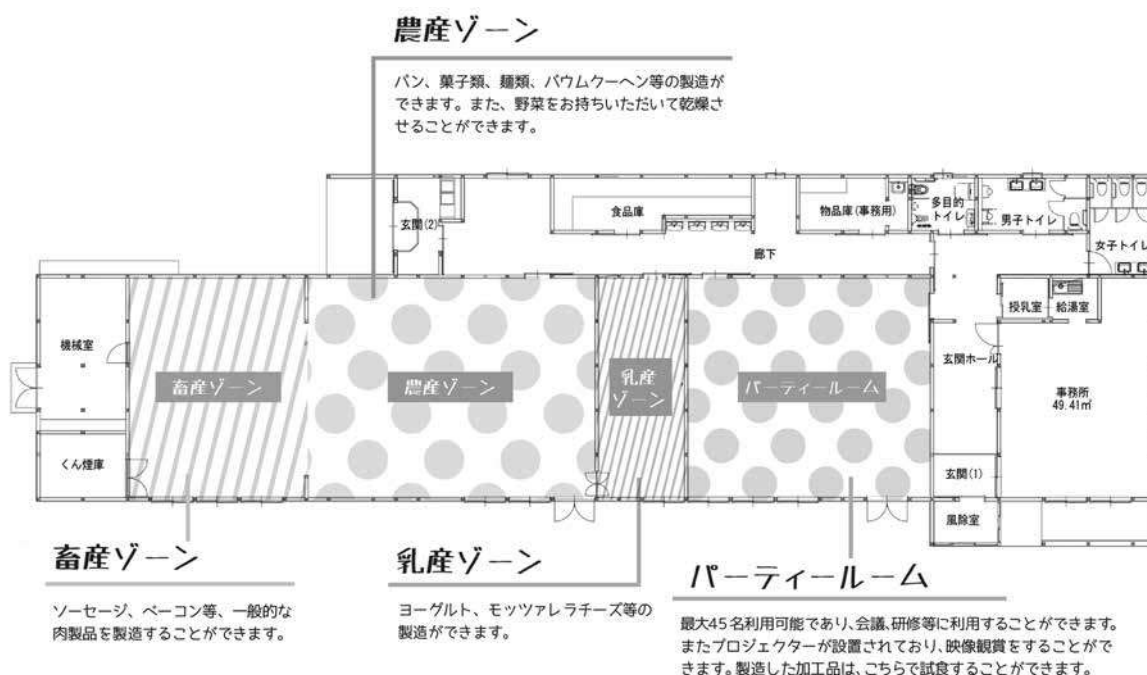 農産ゾーン
パン、菓子類、麺類、バウムクーヘン等の製造が
できます。また、野菜をお持ちいただいて乾燥さ
せることができます。
玄関(2)
食品庫
物品庫(事務用)
多目的
トイレ
男子トイレ
女子トイレ
廊下
機械室
畜産ゾーン
農産ゾーン
乳産
ゾーン
パーティールーム
授乳室
給湯室
玄関ホール
事務所
49.41㎡
くん煙庫
玄関(1)
風除室
畜産ゾーン
ソーセージ、ベーコン等、一般的な
肉製品を製造することができます。
乳産ゾーン
ヨーグルト、モッツァレラチーズ等の
製造ができます。
パーティールーム
最大45名利用可能であり、会議、研修等に利用することができます。
またプロジェクターが設置されており、映像観賞をすることがで
きます。製造した加工品は、こちらで試食することができます。